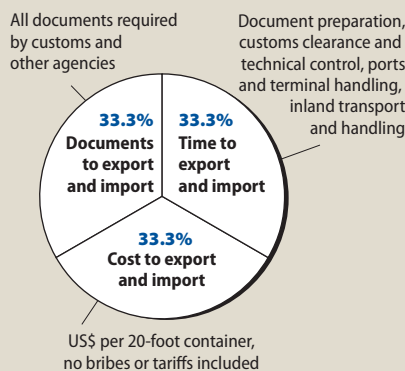 All documents required
by customs and
other agencies
Document preparation,
customs clearance and
technical control, ports
and terminal handling,
inland transport
and handling
33.3%
Documents
to export
and import
33.3%
Time to
export
and import
33.3%
Cost to export
and import
US$ per 20-foot container,
no bribes or tariffs included